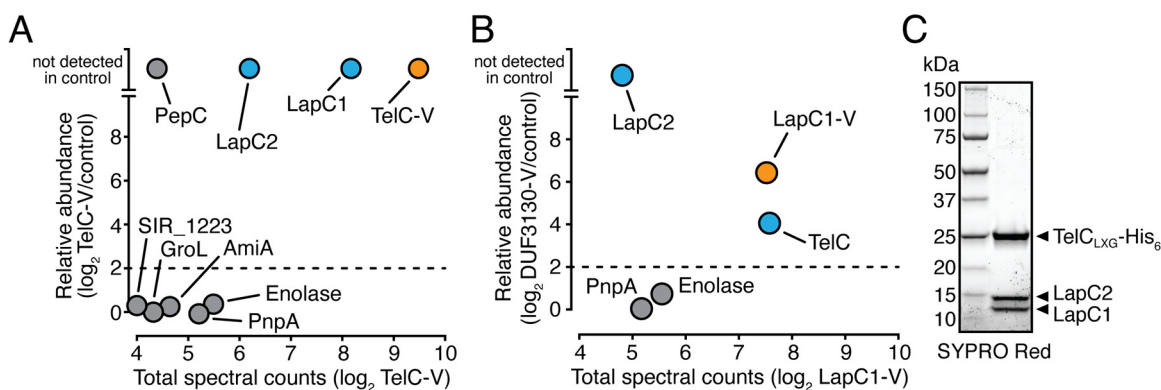 A
not detected
in control
PepC
LapC2
LapC1
TelC-V
Relative abundance
(log₂ TelC-V/control)
8
6
4
2
0
SIR_1223
GroL
AmiA
Enolase
PnpA
4 5 6 7 8 9 10
Total spectral counts (log₂ TelC-V)
B
not detected
in control
LapC2
LapC1-V
TelC
Relative abundance
(log₂ DUF3130-V/control)
8
6
4
2
0
PnpA
Enolase
4 5 6 7 8 9 10
Total spectral counts (log₂ LapC1-V)
C
kDa
150
100
75
50
37
25
20
15
10
TelC_LXG-His₆
LapC2
LapC1
SYPRO Red